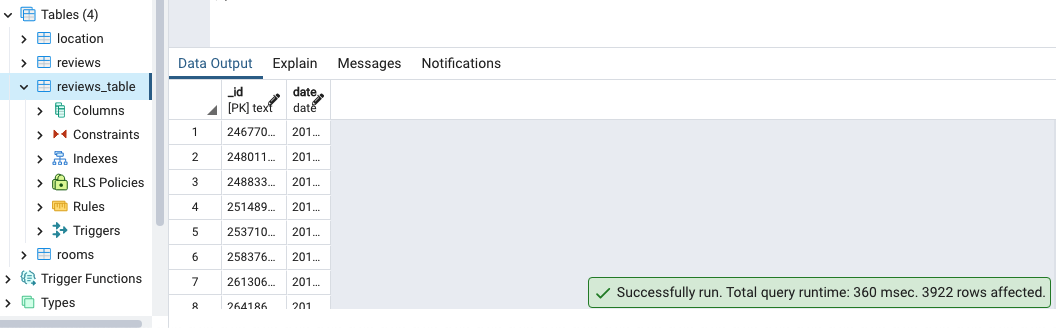 Tables (4)
location
reviews
reviews_table
Columns
Constraints
Indexes
RLS Policies
Rules
Triggers
rooms
Trigger Functions
Types
Data Output Explain Messages Notifications
_id date
[PK] text date
1 246770... 201...
2 248011... 201...
3 248833... 201...
4 251489... 201...
5 253710... 201...
6 258376... 201...
7 261306... 201...
8 264186 201
Successfully run. Total query runtime: 360 msec. 3922 rows affected.